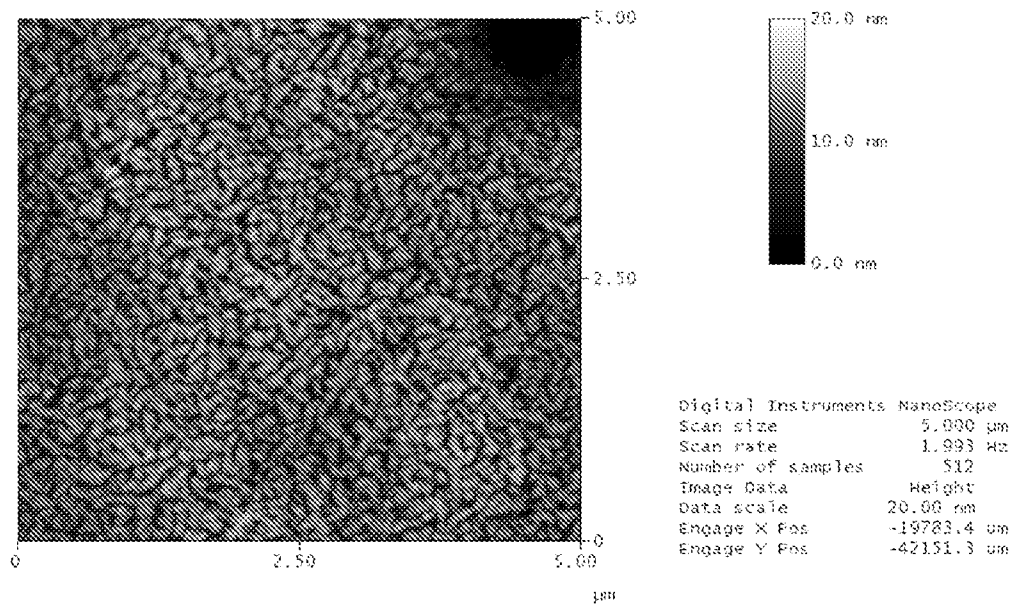 5.00
20.0 nm
10.0 nm
0.0 nm
2.50
Digital Instruments NanoScope
Scan size 5.000 µm
Scan rate 1.993 Hz
Number of samples 512
Image Data Height
Data scale 20.00 nm
Engage X Pos -19783.4 um
Engage Y Pos -42151.3 um
0
0 2.50 5.00
µm